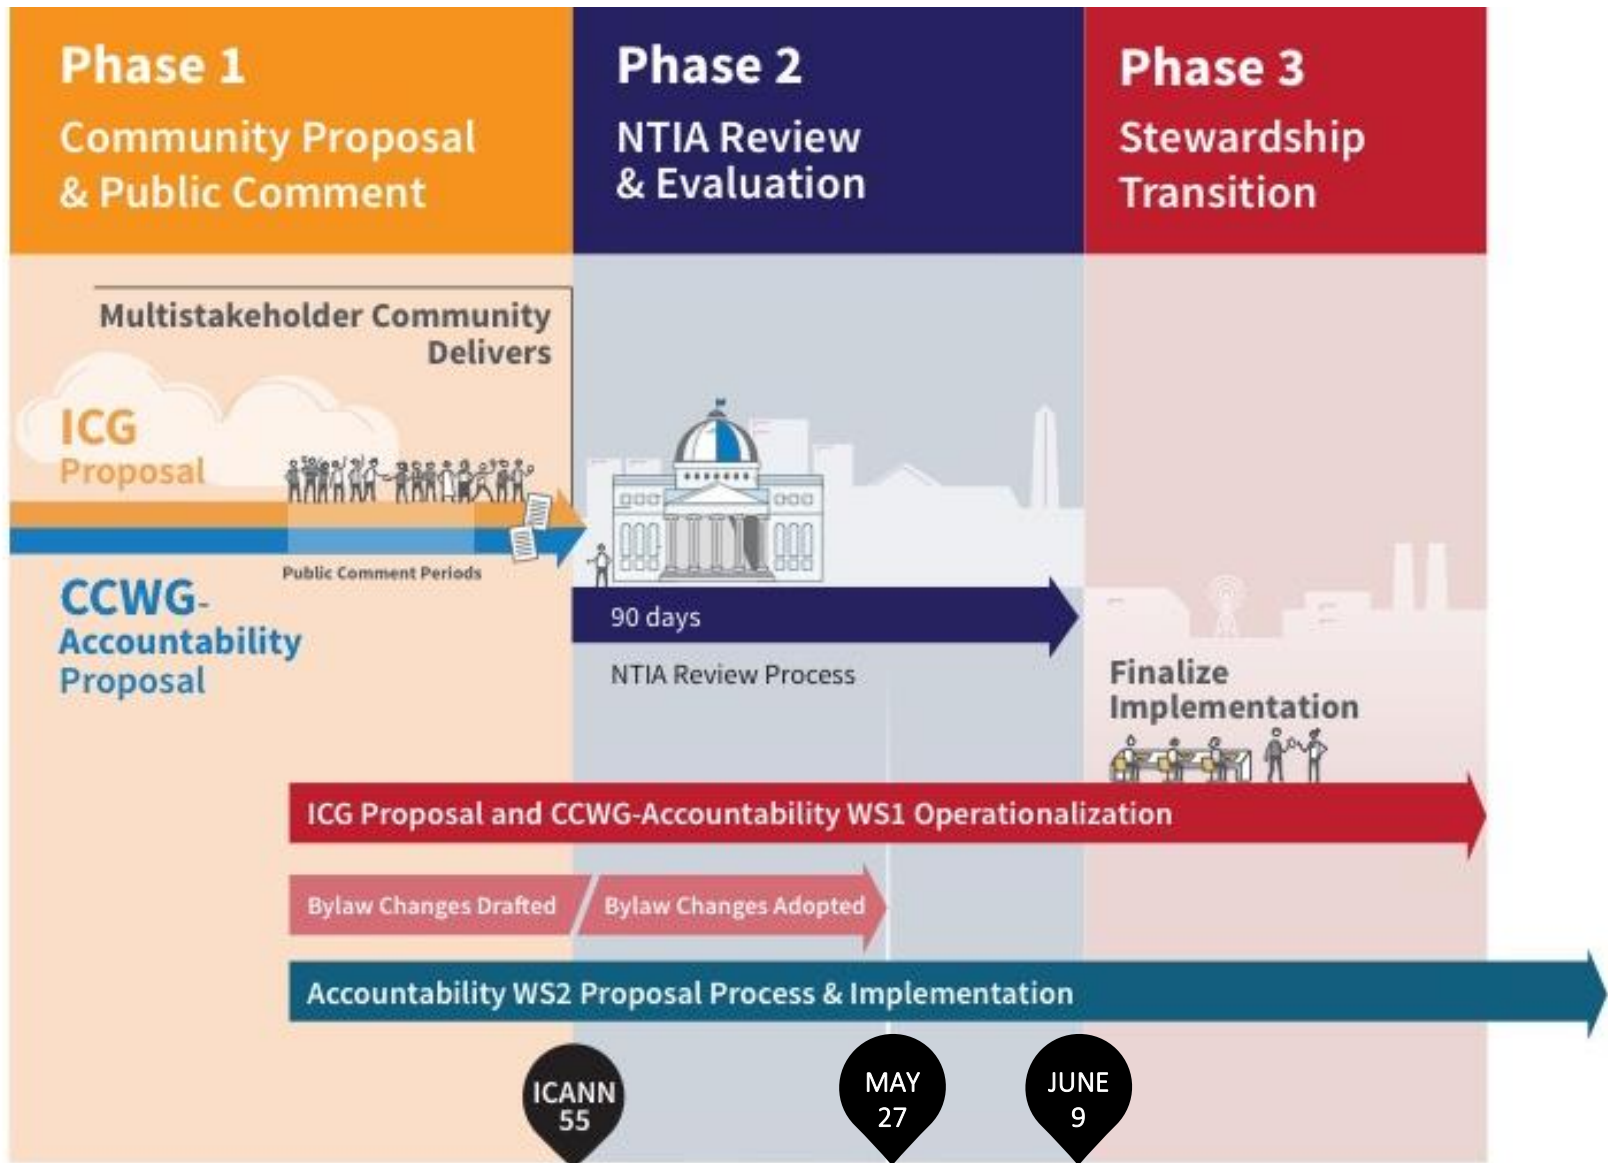 Phase 1
Community Proposal
& Public Comment
Phase 2
NTIA Review
& Evaluation
Phase 3
Stewardship
Transition
Multistakeholder Community
Delivers
ICG
Proposal
Public Comment Periods
CCWG-
Accountability
Proposal
90 days
NTIA Review Process
Finalize
Implementation
ICG Proposal and CCWG-Accountability WS1 Operationalization
Bylaw Changes Drafted
Bylaw Changes Adopted
Accountability WS2 Proposal Process & Implementation
ICANN
55
MAY
27
JUNE
9